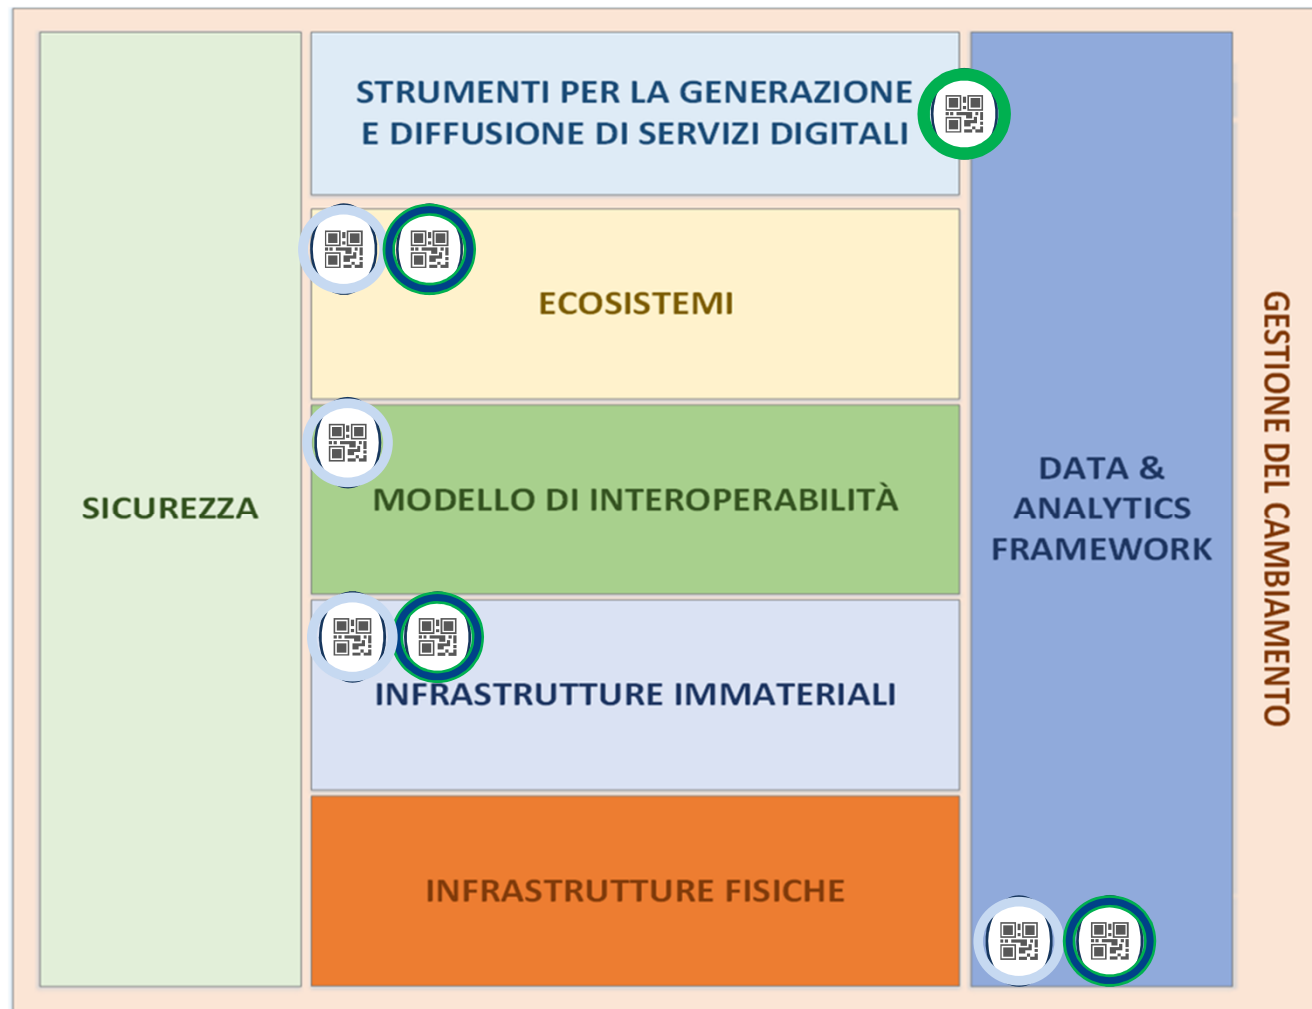 STRUMENTI PER LA GENERAZIONE
E DIFFUSIONE DI SERVIZI DIGITALI
ECOSISTEMI
SICUREZZA
MODELLO DI INTEROPERABILITÀ
DATA &
ANALYTICS
FRAMEWORK
GESTIONE DEL CAMBIAMENTO
INFRASTRUTTURE IMMATERIALI
INFRASTRUTTURE FISICHE